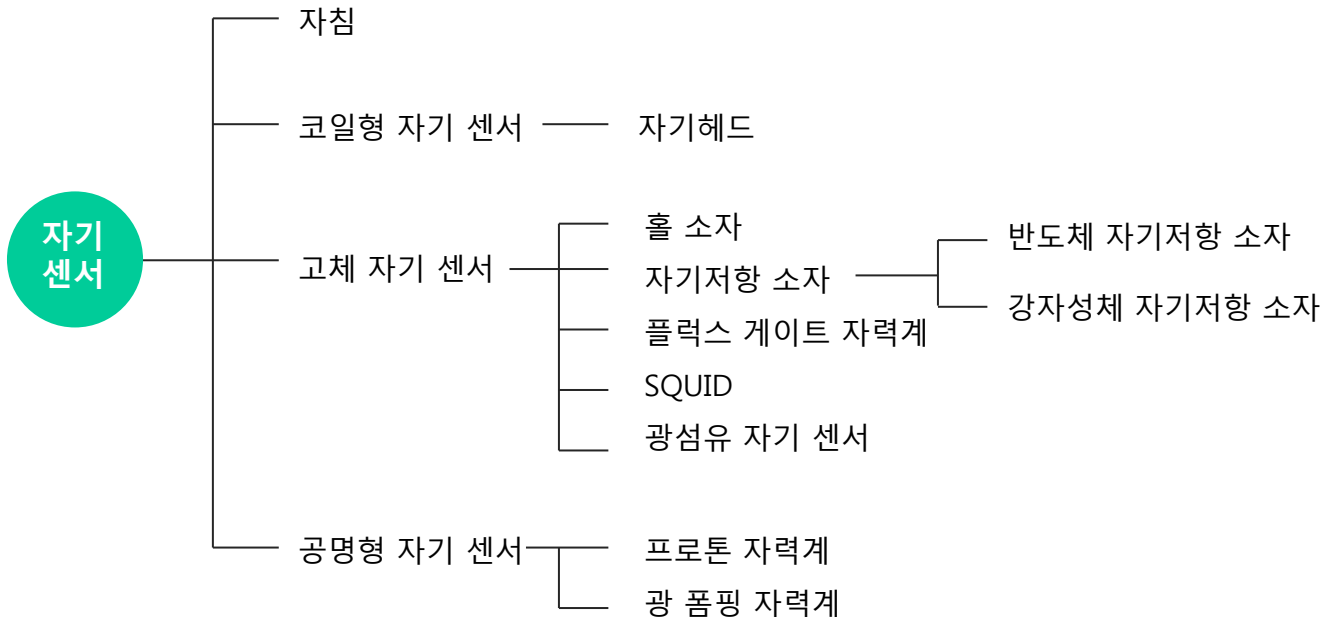 자침
코일형 자기 센서
자기헤드
자기
센서
고체 자기 센서
홀 소자
자기저항 소자
반도체 자기저항 소자
강자성체 자기저항 소자
플럭스 게이트 자력계
SQUID
광섬유 자기 센서
공명형 자기 센서
프로톤 자력계
광 폼핑 자력계